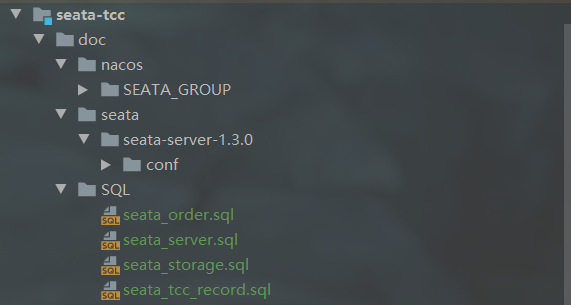 seata-tcc
doc
nacos
SEATA_GROUP
seata
seata-server-1.3.0
conf
SQL
SQL seata_order.sql
SQL seata_server.sql
SQL seata_storage.sql
SQL seata_tcc_record.sql